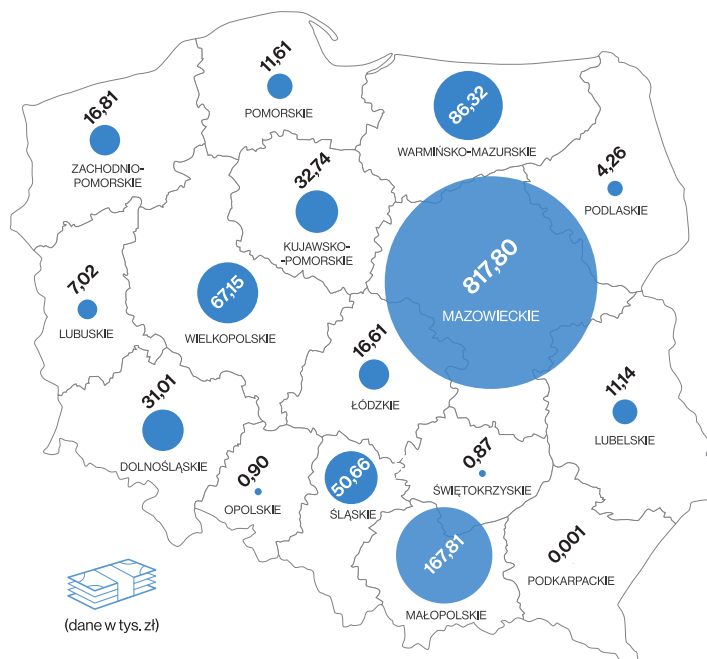 11,61
POMORSKIE
16,81
ZACHODNIO-
-POMORSKIE
86,32
WARMIŃSKO-MAZURSKIE
32,74
KUJAWSKO-
-POMORSKIE
4,26
PODLASKIE
7,02
LUBUSKIE
67,15
WIELKOPOLSKIE
817,80
MAZOWIECKIE
16,61
ŁÓDZKIE
31,01
DOLNOŚLĄSKIE
11,14
LUBELSKIE
0,90
OPOLSKIE
50,66
ŚLĄSKIE
0,87
ŚWIĘTOKRZYSKIE
167,81
MAŁOPOLSKIE
0,001
PODKARPACKIE
(dane w tys. zł)